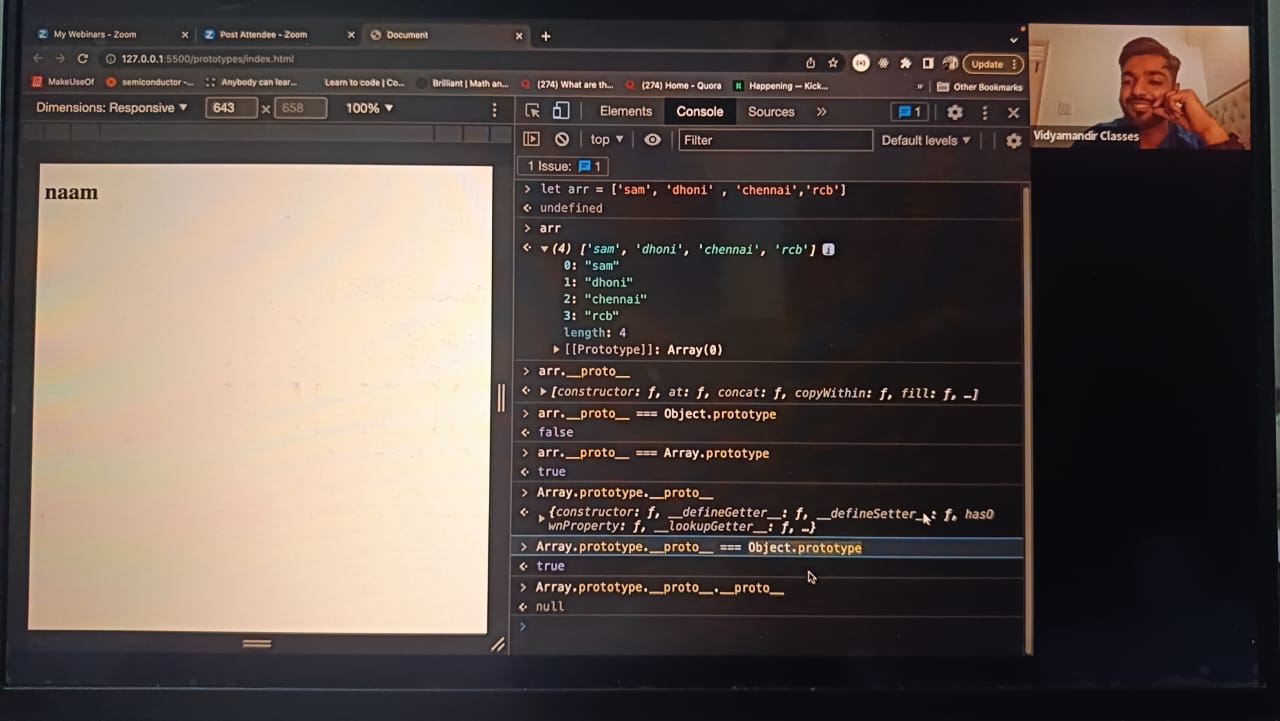 My Webinars - Zoom
Post Attendee - Zoom
Document
127.0.0.1:5500/prototypes/index.html
Update
MakeUseOf
semiconductor -...
Anybody can lear...
Learn to code | Co...
Brilliant | Math an...
(274) What are th...
(274) Home - Quora
Happening — Kick...
»
Other Bookmarks
Dimensions: Responsive
643 × 658
100%
Elements
Console
Sources
»
1
top
Filter
Default levels
1 Issue: 1
naam
> let arr = ['sam', 'dhoni' , 'chennai','rcb']
undefined
> arr
(4) ['sam', 'dhoni', 'chennai', 'rcb'] i
0: "sam"
1: "dhoni"
2: "chennai"
3: "rcb"
length: 4
[[Prototype]]: Array(0)
> arr.__proto__
[constructor: ƒ, at: ƒ, concat: ƒ, copyWithin: ƒ, fill: ƒ, …]
> arr.__proto__ === Object.prototype
false
> arr.__proto__ === Array.prototype
true
> Array.prototype.__proto__
{constructor: ƒ, __defineGetter__: ƒ, __defineSetter__: ƒ, hasO
wnProperty: ƒ, __lookupGetter__: ƒ, …}
> Array.prototype.__proto__ === Object.prototype
true
> Array.prototype.__proto__.__proto__
null
>
Vidyamandir Classes